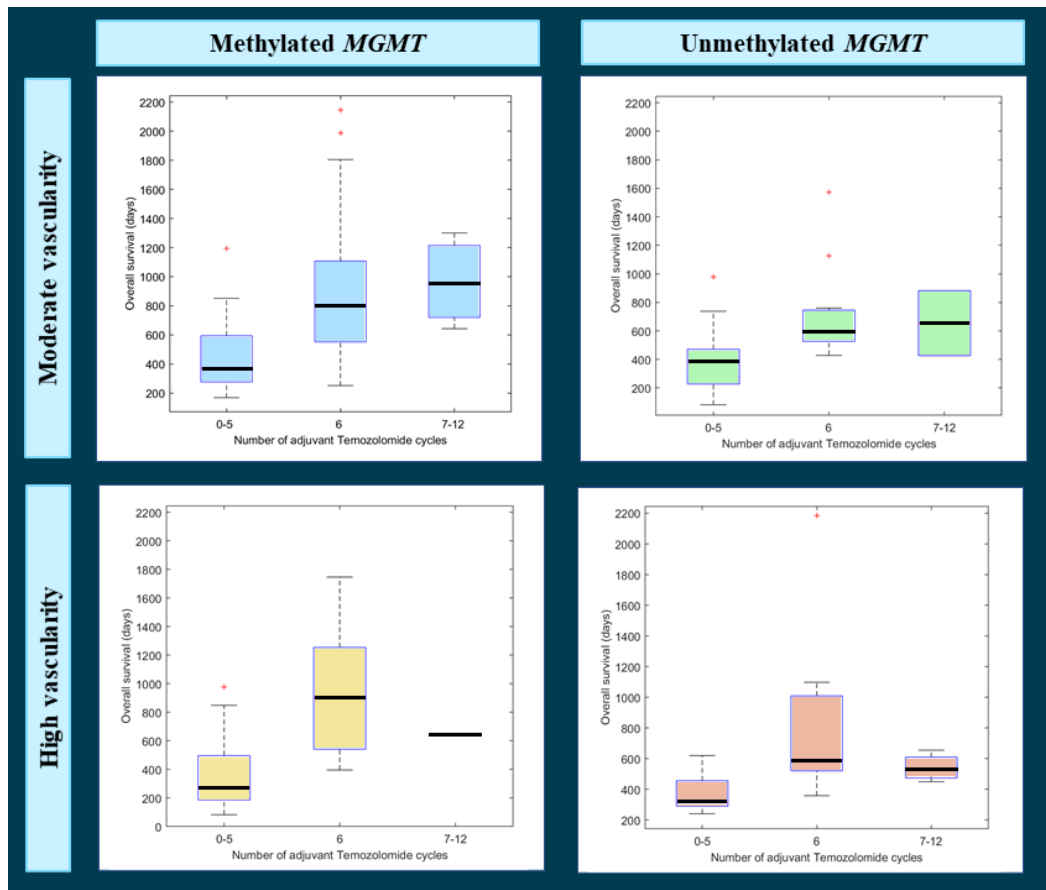 Methylated MGMT
Unmethylated MGMT
Moderate vascularity
Overall survival (days)
2200
2000
1800
1600
1400
1200
1000
800
600
400
200
0-5 6 7-12
Number of adjuvant Temozolomide cycles
Overall survival (days)
2200
2000
1800
1600
1400
1200
1000
800
600
400
200
0-5 6 7-12
Number of adjuvant Temozolomide cycles
High vascularity
Overall survival (days)
2200
2000
1800
1600
1400
1200
1000
800
600
400
200
0
0-5 6 7-12
Number of adjuvant Temozolomide cycles
Overall survival (days)
2200
2000
1800
1600
1400
1200
1000
800
600
400
200
0-5 6 7-12
Number of adjuvant Temozolomide cycles